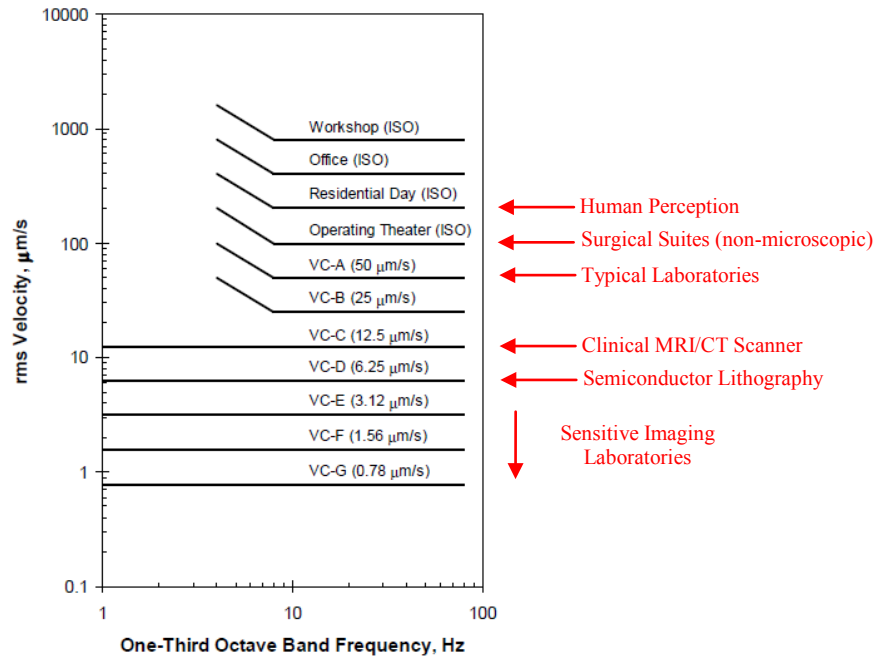 10000
1000
100
10
1
0.1
rms Velocity, μm/s
Workshop (ISO)
Office (ISO)
Residential Day (ISO)
Operating Theater (ISO)
VC-A (50 μm/s)
VC-B (25 μm/s)
VC-C (12.5 μm/s)
VC-D (6.25 μm/s)
VC-E (3.12 μm/s)
VC-F (1.56 μm/s)
VC-G (0.78 μm/s)
Human Perception
Surgical Suites (non-microscopic)
Typical Laboratories
Clinical MRI/CT Scanner
Semiconductor Lithography
Sensitive Imaging
Laboratories
1 10 100
One-Third Octave Band Frequency, Hz